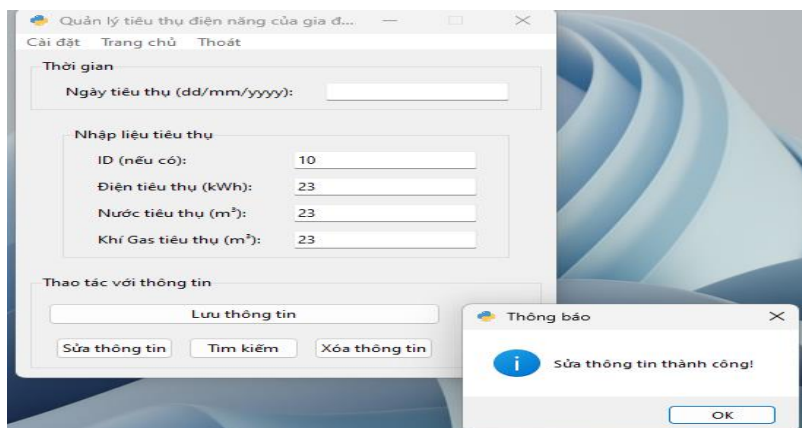 Quản lý tiêu thụ điện năng của gia đ...
Cài đặt Trang chủ Thoát
Thời gian
Ngày tiêu thụ (dd/mm/yyyy):
Nhập liệu tiêu thụ
ID (nếu có): 10
Điện tiêu thụ (kWh): 23
Nước tiêu thụ (m³): 23
Khí Gas tiêu thụ (m³): 23
Thao tác với thông tin
Lưu thông tin
Sửa thông tin Tìm kiếm Xóa thông tin
Thông báo
Sửa thông tin thành công!
OK